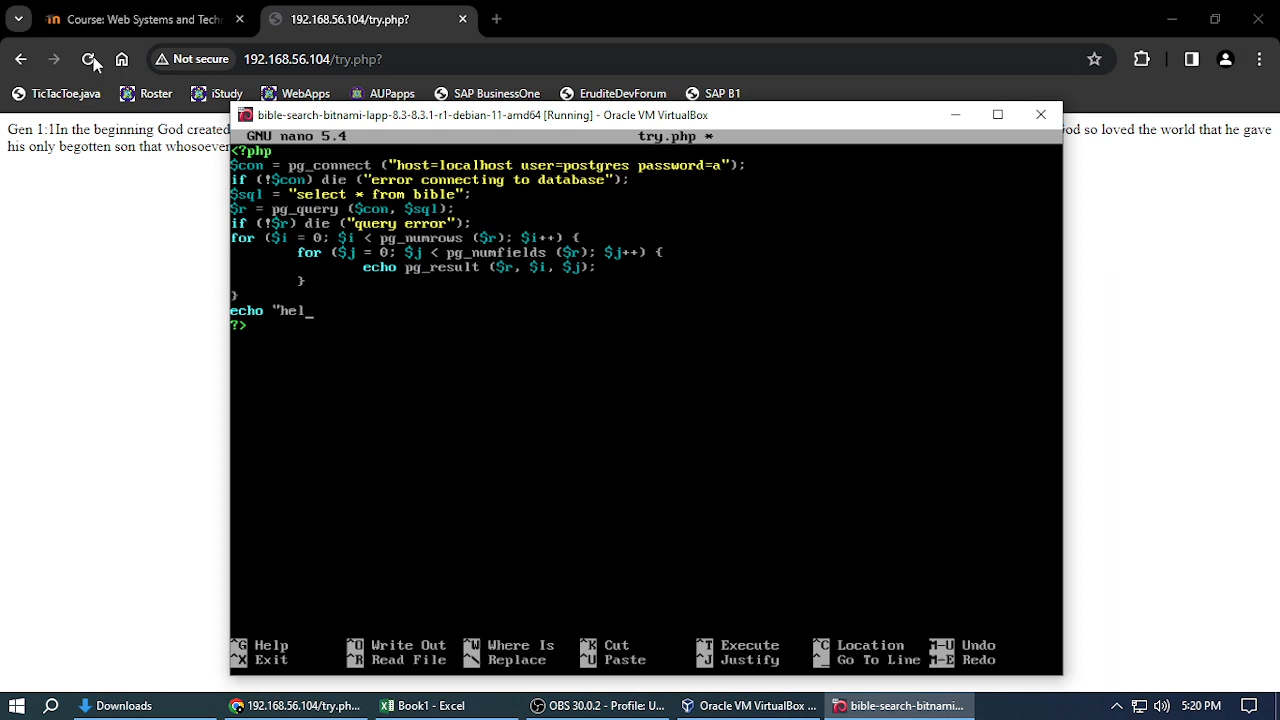 Course: Web Systems and Techn
192.168.56.104/try.php?
Not secure
192.168.56.104/try.php?
TicTacToe.java
Roster
iStudy
WebApps
AUPapps
SAP BusinessOne
EruditeDevForum
SAP B1
Gen 1:1In the beginning God created
od so loved the world that he gave
his only begotten son that whosoever
bible-search-bitnami-lapp-8.3-8.3.1-r1-debian-11-amd64 [Running] - Oracle VM VirtualBox
GNU nano 5.4 try.php *
<?php
$con = pg_connect ("host=localhost user=postgres password=a");
if (!$con) die ("error connecting to database");
$sql = "select * from bible";
$r = pg_query ($con, $sql);
if (!$r) die ("query error");
for ($i = 0; $i < pg_numrows ($r); $i++) {
        for ($j = 0; $j < pg_numfields ($r); $j++) {
                echo pg_result ($r, $i, $j);
        }
}
echo "hel_
?>
^G Help ^O Write Out ^W Where Is ^K Cut ^T Execute ^C Location M-U Undo
^X Exit ^R Read File ^\ Replace ^U Paste ^J Justify ^_ Go To Line M-E Redo
Downloads
192.168.56.104/try.ph...
Book1 - Excel
OBS 30.0.2 - Profile: U...
Oracle VM VirtualBox ...
bible-search-bitnami...
5:20 PM